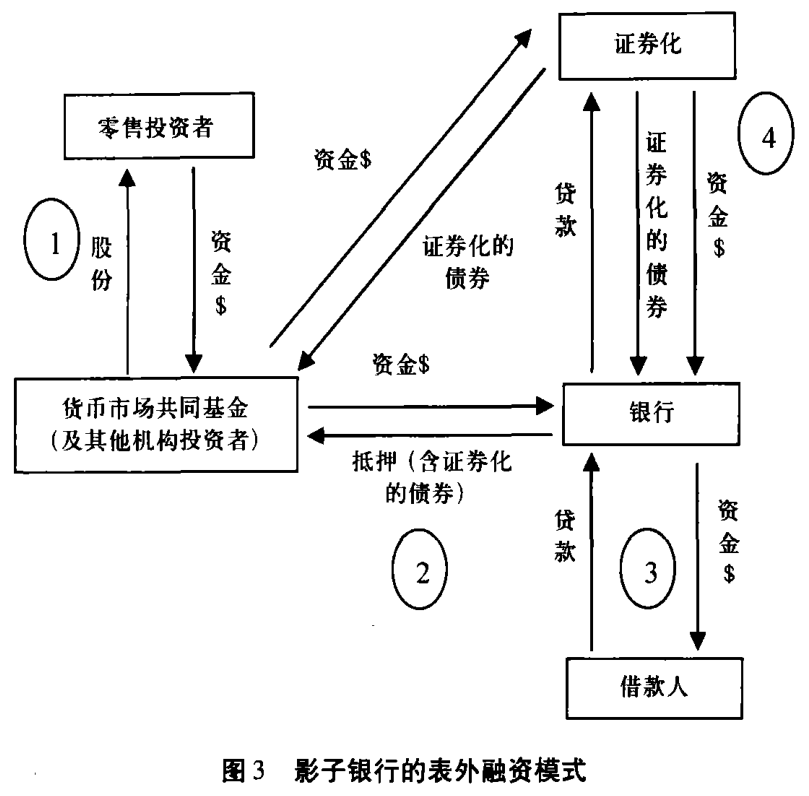 证券化
零售投资者
4
资金$
贷款
证券化的债券
资金$
1
股份
资金$
证券化的
债券
资金$
货币市场共同基金
（及其他机构投资者）
银行
抵押（含证券化
的债券）
2
贷款
3
资金$
借款人
图3 影子银行的表外融资模式